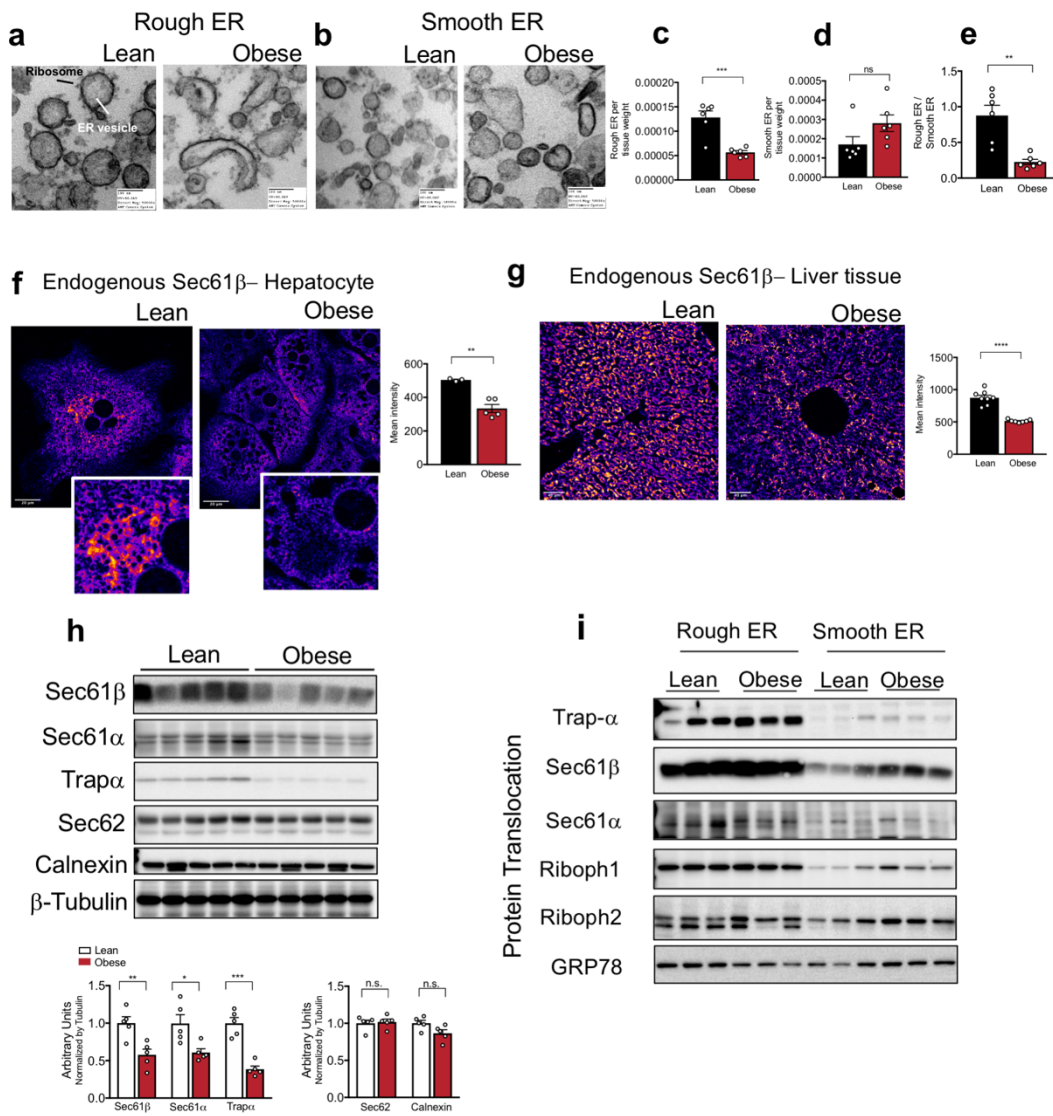 Rough ER
Smooth ER
a
Lean
Obese
Ribosome
ER vesicle
b
Lean
Obese
c
***
Rough ER per
tissue weight
0.00020
0.00015
0.00010
0.00005
0.00000
Lean Obese
d
ns
Smooth ER per
tissue weight
0.0005
0.0004
0.0003
0.0002
0.0001
0.0000
Lean Obese
e
**
Rough ER /
Smooth ER
1.5
1.0
0.5
0.0
Lean Obese
f
Endogenous Sec61β– Hepatocyte
Lean
Obese
20 μm
20 μm
**
Mean intensity
600
400
200
0
Lean Obese
g
Endogenous Sec61β– Liver tissue
Lean
Obese
****
Mean intensity
1500
1000
500
0
Lean Obese
h
Lean Obese
Sec61β
Sec61α
Trapα
Sec62
Calnexin
β-Tubulin
Lean
Obese
** * ***
Arbitrary Units
Normalized by Tubulin
1.5
1.0
0.5
0.0
Sec61β Sec61α Trapα
n.s. n.s.
Arbitrary Units
Normalized by Tubulin
1.5
1.0
0.5
0.0
Sec62 Calnexin
i
Rough ER Smooth ER
Lean Obese Lean Obese
Protein Translocation
Trap-α
Sec61β
Sec61α
Riboph1
Riboph2
GRP78